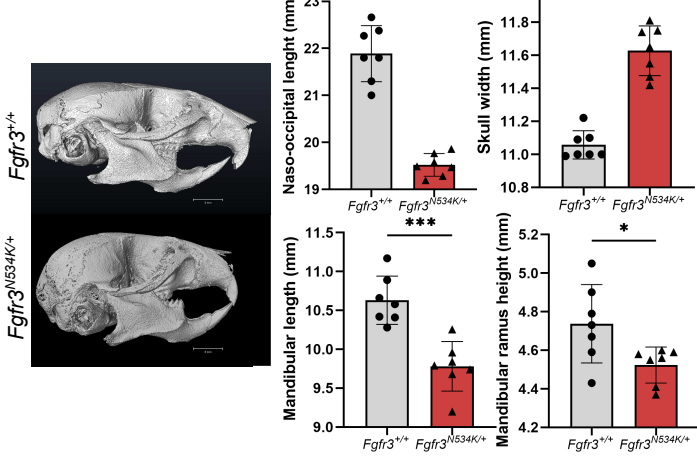 Fgfr3+/+
Fgfr3N534K/+
Naso-occipital lenght (mm
23
22
21
20
19
Fgfr3+/+ Fgfr3N534K/+
Skull width (mm)
11.8
11.6
11.4
11.2
11.0
10.8
Fgfr3+/+ Fgfr3N534K/+
Mandibular length (mm)
11.5
11.0
10.5
10.0
9.5
9.0
***
Fgfr3+/+ Fgfr3N534K/+
Mandibular ramus height (mm)
5.2
5.0
4.8
4.6
4.4
4.2
*
Fgfr3+/+ Fgfr3N534K/+